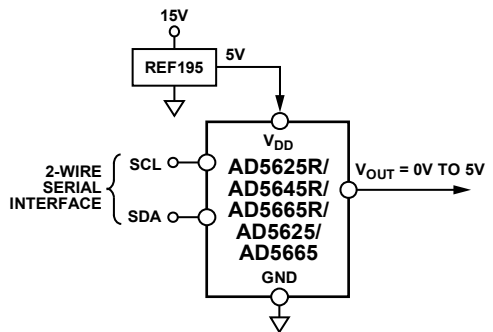 15V
REF195
5V
V_DD
2-WIRE
SERIAL
INTERFACE
SCL
SDA
AD5625R/
AD5645R/
AD5665R/
AD5625/
AD5665
V_OUT = 0V TO 5V
GND